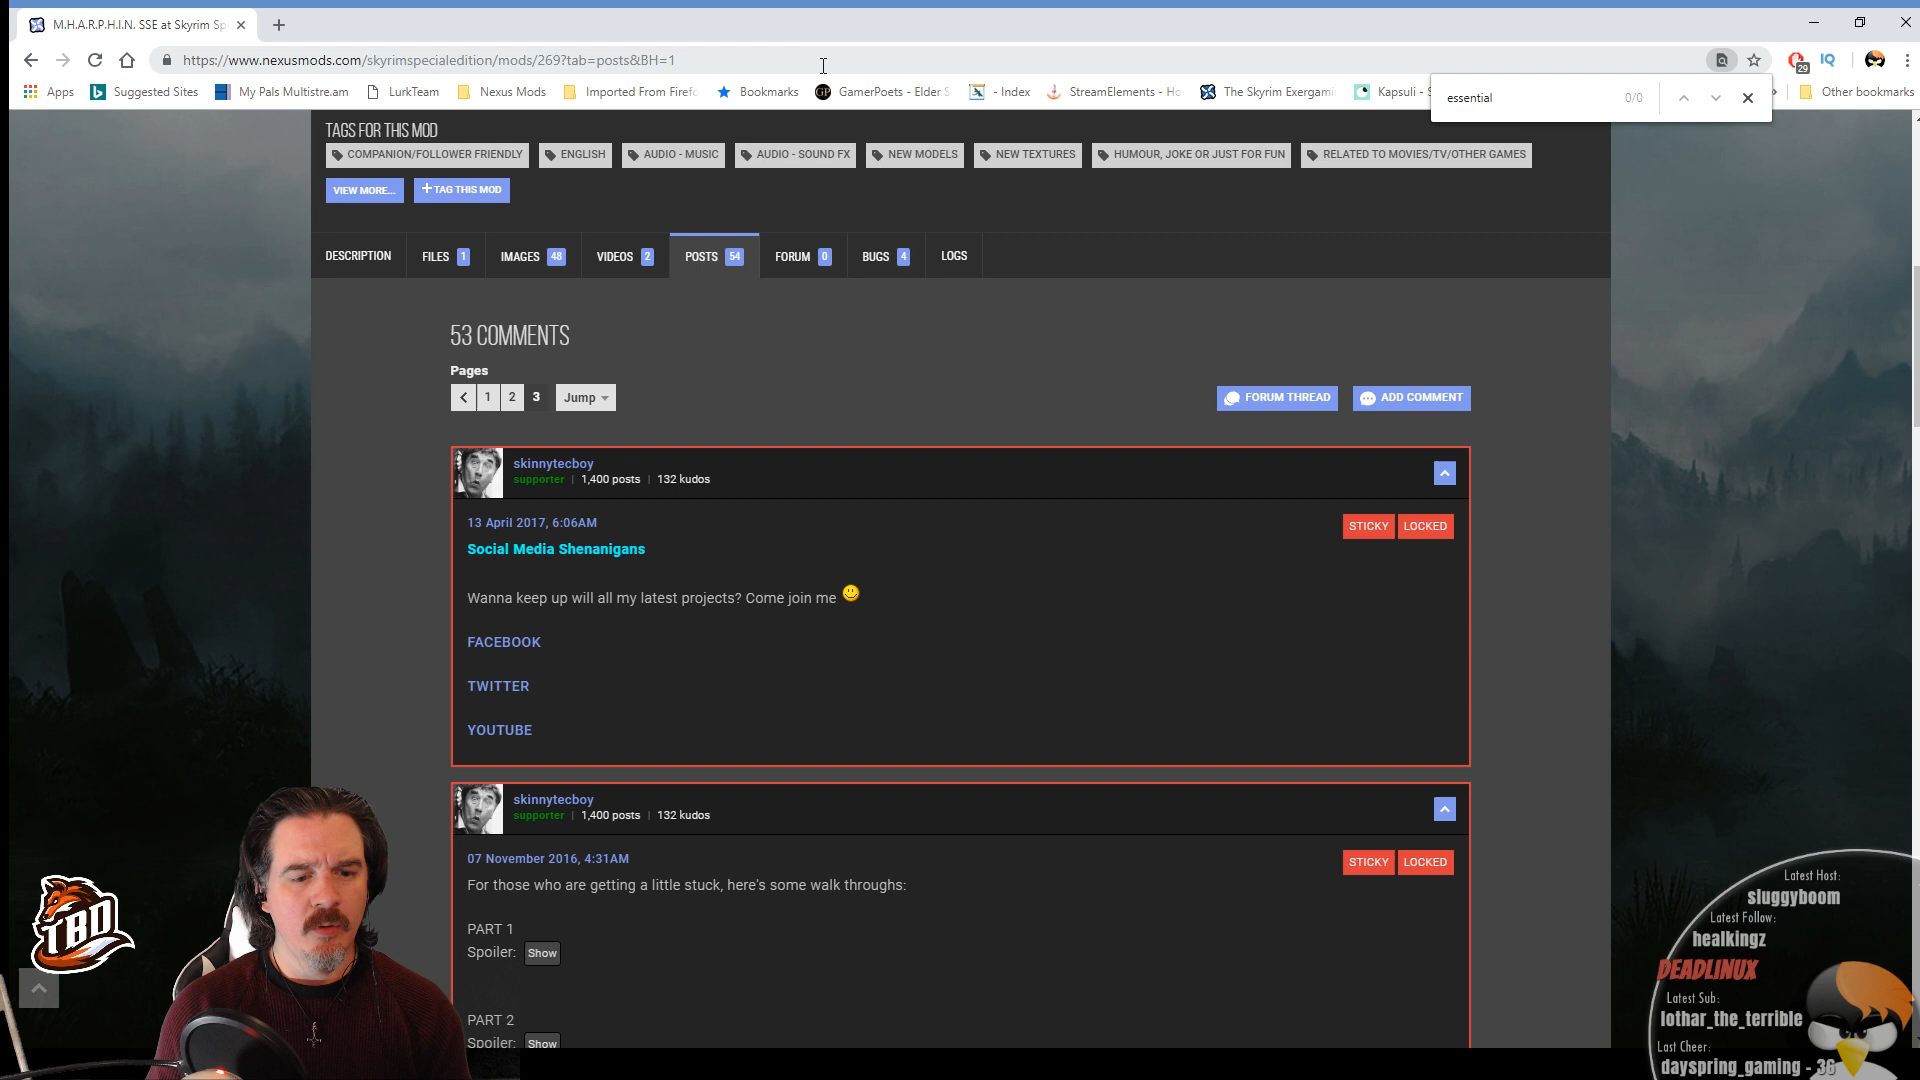 M.H.A.R.P.H.I.N. SSE at Skyrim Sp
https://www.nexusmods.com/skyrimspecialedition/mods/269?tab=posts&BH=1
29
IQ
Apps
Suggested Sites
My Pals Multistre.am
LurkTeam
Nexus Mods
Imported From Firefo
Bookmarks
GamerPoets - Elder S
- Index
StreamElements - Ho
The Skyrim Exergami
Kapsuli - S
Other bookmarks
essential
0/0
TAGS FOR THIS MOD
COMPANION/FOLLOWER FRIENDLY
ENGLISH
AUDIO - MUSIC
AUDIO - SOUND FX
NEW MODELS
NEW TEXTURES
HUMOUR, JOKE OR JUST FOR FUN
RELATED TO MOVIES/TV/OTHER GAMES
VIEW MORE...
+TAG THIS MOD
DESCRIPTION
FILES 1
IMAGES 48
VIDEOS 2
POSTS 54
FORUM 0
BUGS 4
LOGS
53 COMMENTS
Pages
< 1 2 3 Jump
FORUM THREAD
ADD COMMENT
skinnytecboy
supporter | 1,400 posts | 132 kudos
13 April 2017, 6:06AM
STICKY LOCKED
Social Media Shenanigans
Wanna keep up will all my latest projects? Come join me
FACEBOOK
TWITTER
YOUTUBE
skinnytecboy
supporter | 1,400 posts | 132 kudos
07 November 2016, 4:31AM
STICKY LOCKED
For those who are getting a little stuck, here's some walk throughs:
PART 1
Spoiler: Show
PART 2
Spoiler: Show
TBD
Latest Host:
sluggyboom
Latest Follow:
healkingz
DEADLINUX
Latest Sub:
lothar_the_terrible
Last Cheer:
dayspring_gaming - 36